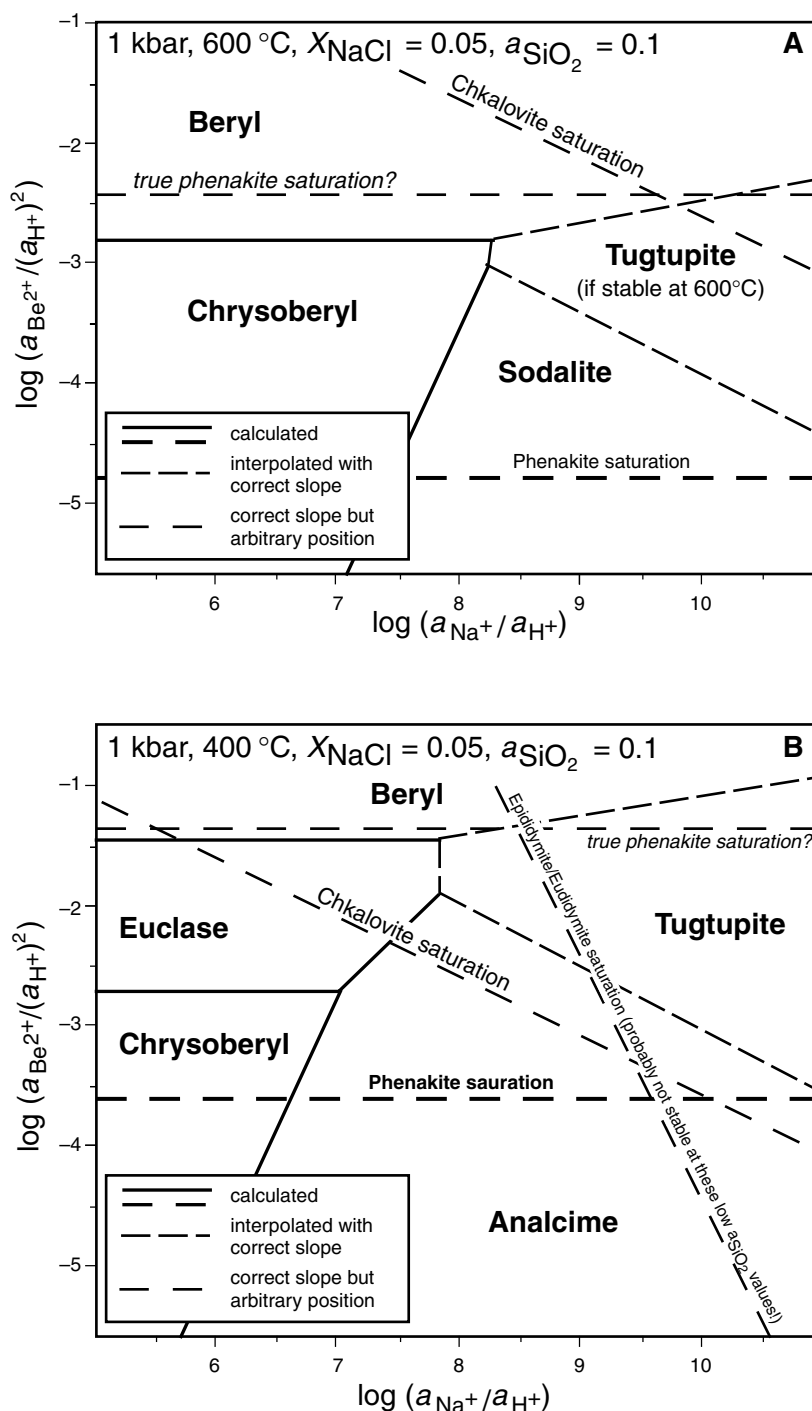 1 kbar, 600 °C, XNaCl = 0.05, aSiO2 = 0.1 A
–1
–2
–3
–4
–5
log (aBe2+/(aH+)2)
Beryl
Chkalovite saturation
true phenakite saturation?
Tugtupite
(if stable at 600°C)
Chrysoberyl
Sodalite
Phenakite saturation
calculated
interpolated with
correct slope
correct slope but
arbitrary position
6 7 8 9 10
log (aNa+/aH+)
1 kbar, 400 °C, XNaCl = 0.05, aSiO2 = 0.1 B
–1
–2
–3
–4
–5
log (aBe2+/(aH+)2)
Beryl
Epididymite/Eudidymite saturation (probably not stable at these low aSiO2 values!)
true phenakite saturation?
Euclase
Chkalovite saturation
Tugtupite
Chrysoberyl
Phenakite sauration
Analcime
calculated
interpolated with
correct slope
correct slope but
arbitrary position
6 7 8 9 10
log (aNa+/aH+)